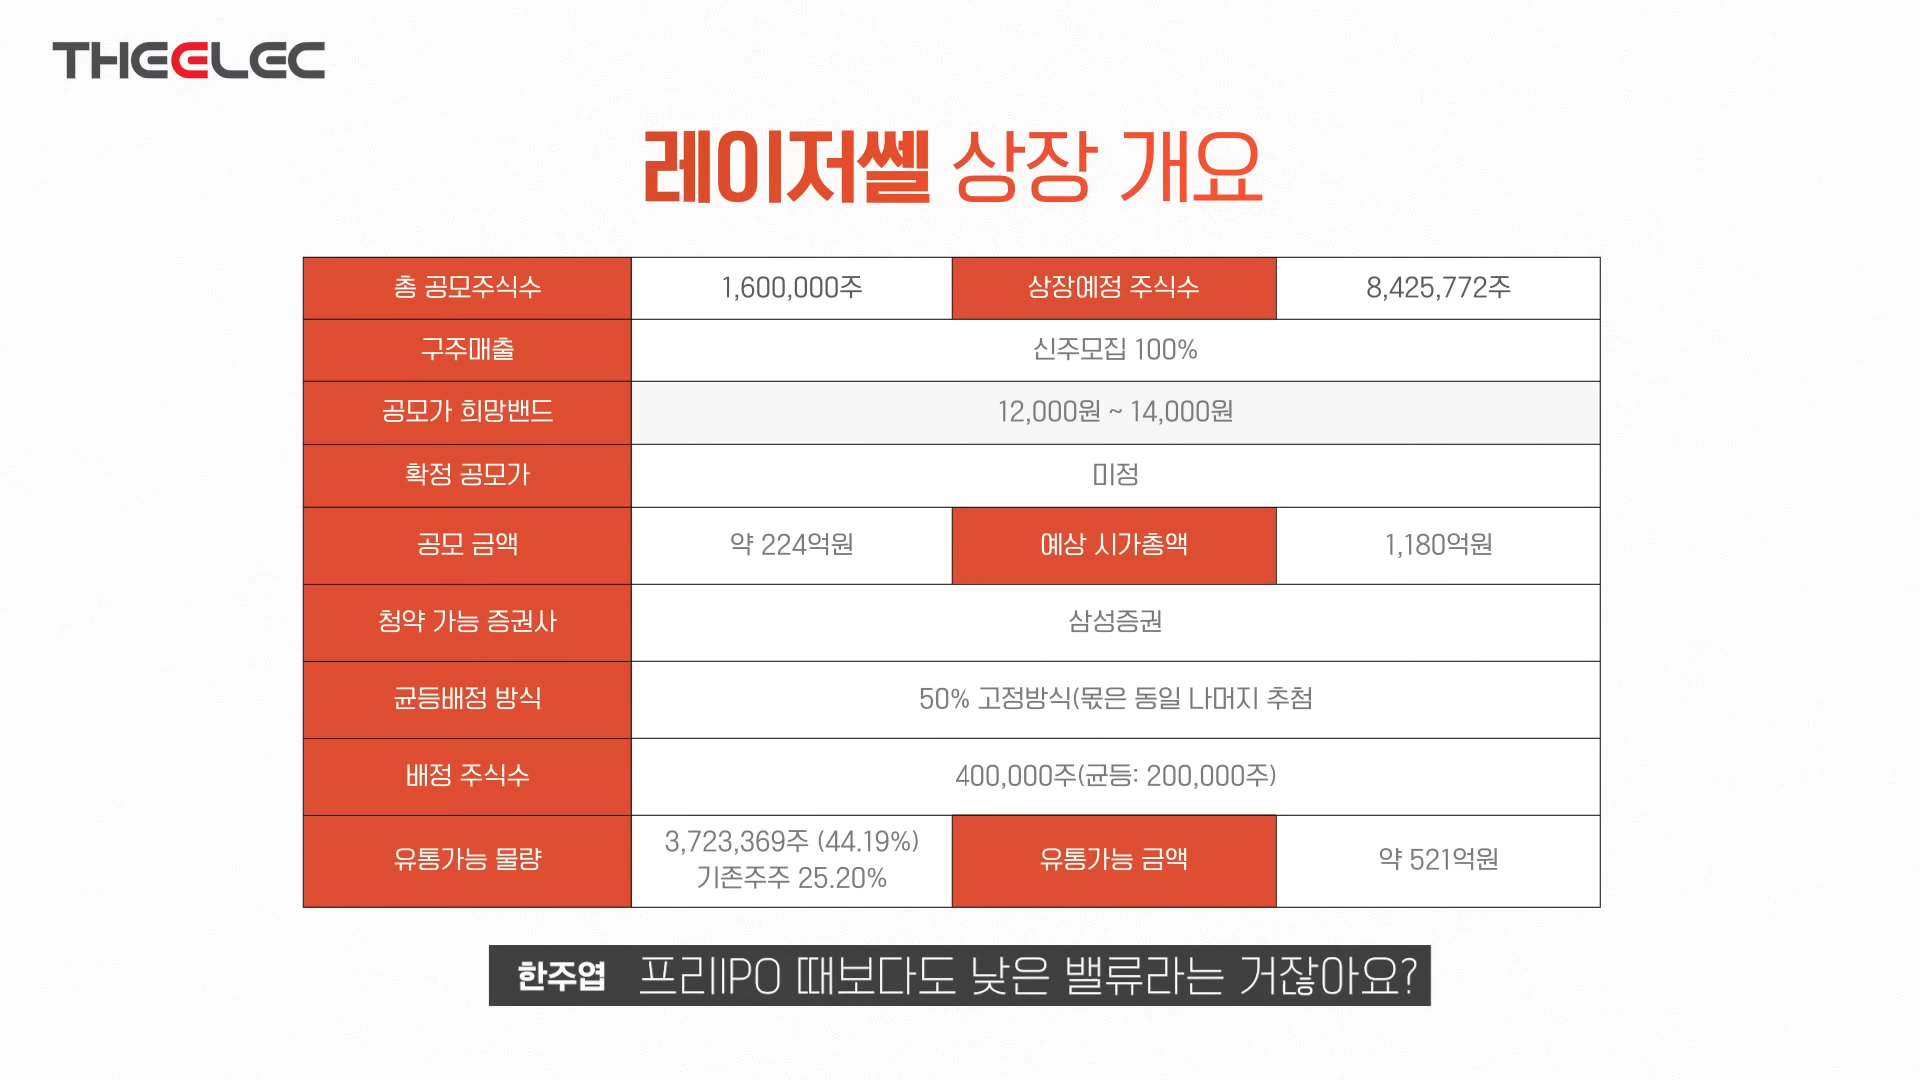 THEELEC
레이저쎌 상장 개요
총 공모주식수 1,600,000주 상장예정 주식수 8,425,772주
구주매출 신주모집 100%
공모가 희망밴드 12,000원 ~ 14,000원
확정 공모가 미정
공모 금액 약 224억원 예상 시가총액 1,180억원
청약 가능 증권사 삼성증권
균등배정 방식 50% 고정방식(몫은 동일 나머지 추첨
배정 주식수 400,000주(균등: 200,000주)
유통가능 물량 3,723,369주 (44.19%)
기존주주 25.20%
유통가능 금액 약 521억원
한주엽 프리IPO 때보다도 낮은 밸류라는 거잖아요?